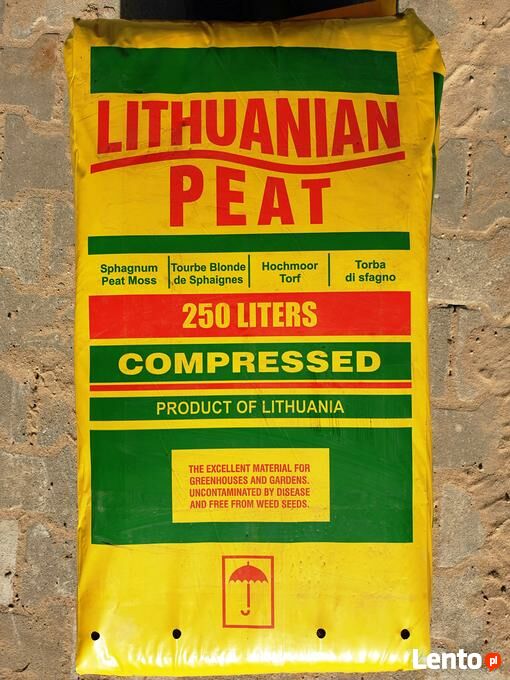 LITHUANIAN
PEAT
Sphagnum
Peat Moss
Tourbe Blonde
de Sphaignes
Hochmoor
Torf
Torba
di sfagno
250 LITERS
COMPRESSED
PRODUCT OF LITHUANIA
THE EXCELLENT MATERIAL FOR
GREENHOUSES AND GARDENS.
UNCONTAMINATED BY DISEASE
AND FREE FROM WEED SEEDS.
Lento pl